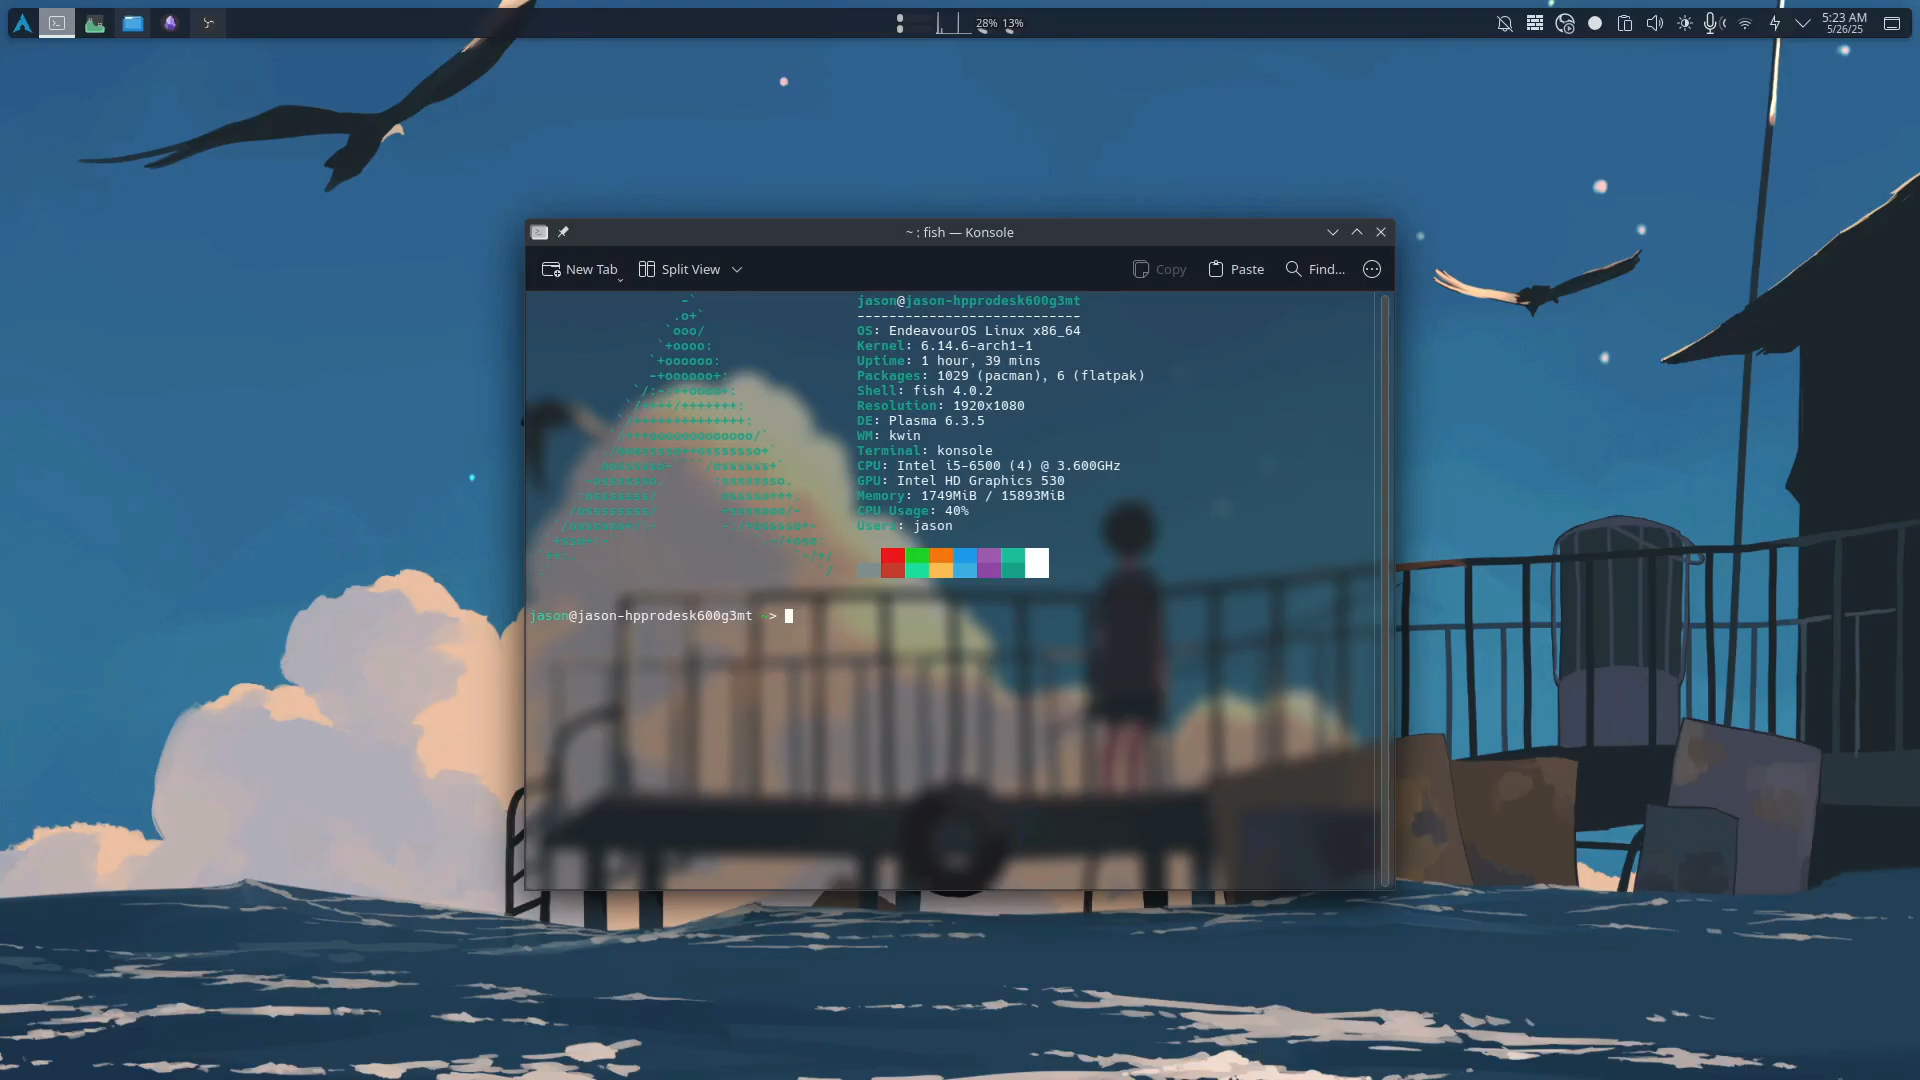 28% 13%
5:23 AM
5/26/25
~ : fish — Konsole
New Tab
Split View
Copy
Paste
Find...
jason@jason-hpprodesk600g3mt
----------------------------
OS: EndeavourOS Linux x86_64
Kernel: 6.14.6-arch1-1
Uptime: 1 hour, 39 mins
Packages: 1029 (pacman), 6 (flatpak)
Shell: fish 4.0.2
Resolution: 1920x1080
DE: Plasma 6.3.5
WM: kwin
Terminal: konsole
CPU: Intel i5-6500 (4) @ 3.600GHz
GPU: Intel HD Graphics 530
Memory: 1749MiB / 15893MiB
CPU Usage: 40%
Users: jason
jason@jason-hpprodesk600g3mt ~>